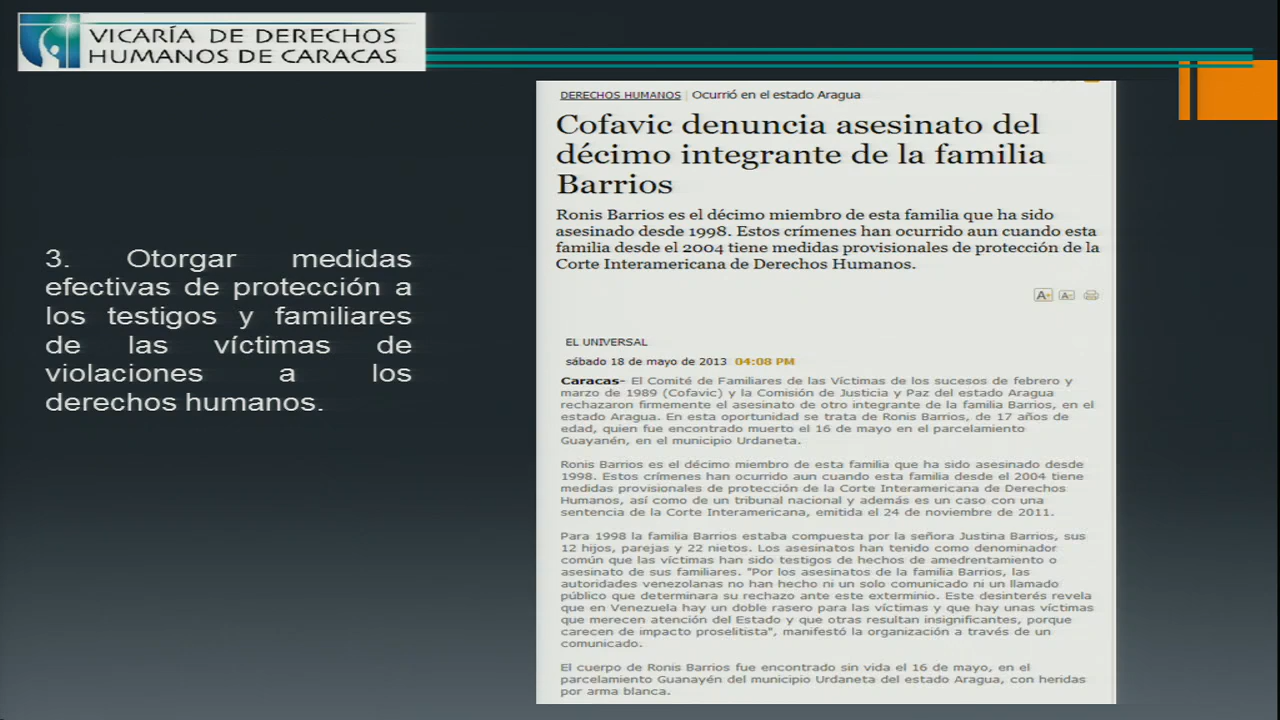 VICARÍA DE DERECHOS
HUMANOS DE CARACAS
3. Otorgar medidas
efectivas de protección a
los testigos y familiares
de las víctimas de
violaciones a los
derechos humanos.
DERECHOS HUMANOS | Ocurrió en el estado Aragua
Cofavic denuncia asesinato del
décimo integrante de la familia
Barrios
Ronis Barrios es el décimo miembro de esta familia que ha sido
asesinado desde 1998. Estos crímenes han ocurrido aun cuando esta
familia desde el 2004 tiene medidas provisionales de protección de la
Corte Interamericana de Derechos Humanos.
A+ A-
EL UNIVERSAL
sábado 18 de mayo de 2013 04:08 PM
Caracas- El Comité de Familiares de las Víctimas de los sucesos de febrero y
marzo de 1989 (Cofavic) y la Comisión de Justicia y Paz del estado Aragua
rechazaron firmemente el asesinato de otro integrante de la familia Barrios, en el
estado Aragua. En esta oportunidad se trata de Ronis Barrios, de 17 años de
edad, quien fue encontrado muerto el 16 de mayo en el parcelamiento
Guayanén, en el municipio Urdaneta.
Ronis Barrios es el décimo miembro de esta familia que ha sido asesinado desde
1998. Estos crímenes han ocurrido aun cuando esta familia desde el 2004 tiene
medidas provisionales de protección de la Corte Interamericana de Derechos
Humanos, así como de un tribunal nacional y además es un caso con una
sentencia de la Corte Interamericana, emitida el 24 de noviembre de 2011.
Para 1998 la familia Barrios estaba compuesta por la señora Justina Barrios, sus
12 hijos, parejas y 22 nietos. Los asesinatos han tenido como denominador
común que las víctimas han sido testigos de hechos de amedrentamiento o
asesinato de sus familiares. "Por los asesinatos de la familia Barrios, las
autoridades venezolanas no han hecho ni un solo comunicado ni un llamado
público que determinara su rechazo ante este exterminio. Este desinterés revela
que en Venezuela hay un doble rasero para las víctimas y que hay unas víctimas
que merecen atención del Estado y que otras resultan insignificantes, porque
carecen de impacto proselitista", manifestó la organización a través de un
comunicado.
El cuerpo de Ronis Barrios fue encontrado sin vida el 16 de mayo, en el
parcelamiento Guanayén del municipio Urdaneta del estado Aragua, con heridas
por arma blanca.